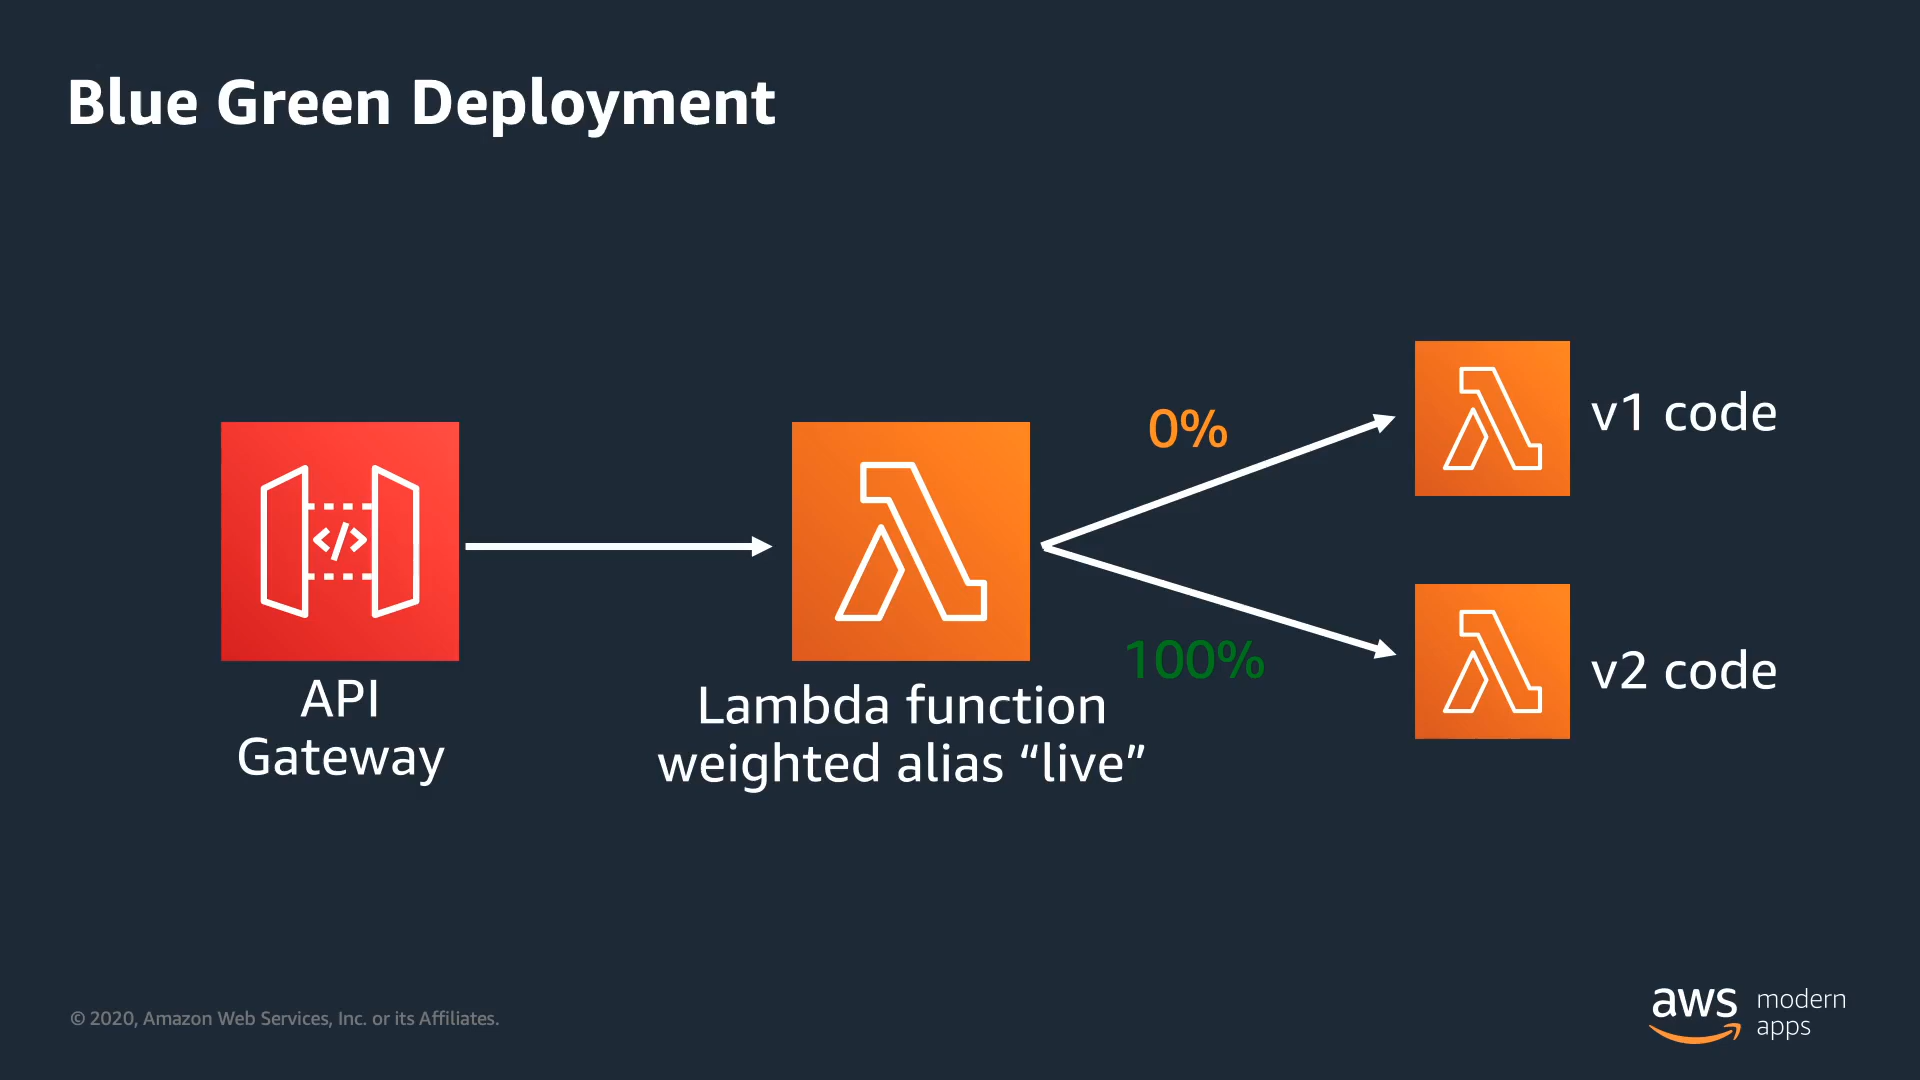 Blue Green Deployment
0%
v1 code
</>
100%
v2 code
API
Gateway
Lambda function
weighted alias “live”
© 2020, Amazon Web Services, Inc. or its Affiliates.
aws modern
apps